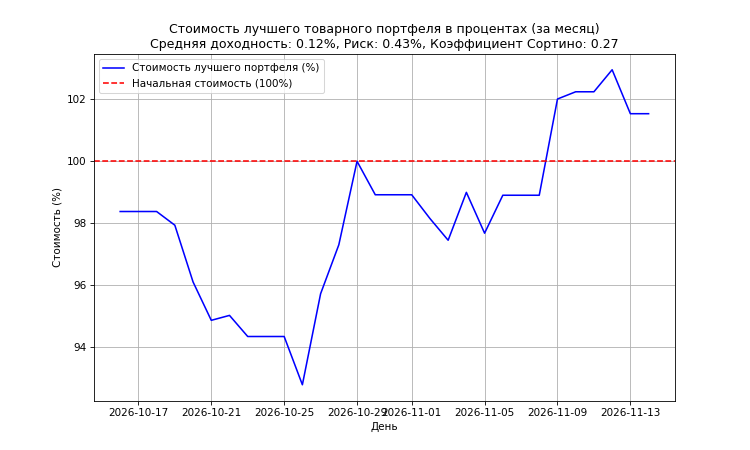 Стоимость лучшего товарного портфеля в процентах (за месяц)
Средняя доходность: 0.12%, Риск: 0.43%, Коэффициент Сортино: 0.27
Стоимость лучшего портфеля (%)
Начальная стоимость (100%)
Стоимость (%)
102
100
98
96
94
2026-10-17 2026-10-21 2026-10-25 2026-10-29 2026-11-01 2026-11-05 2026-11-09 2026-11-13
День